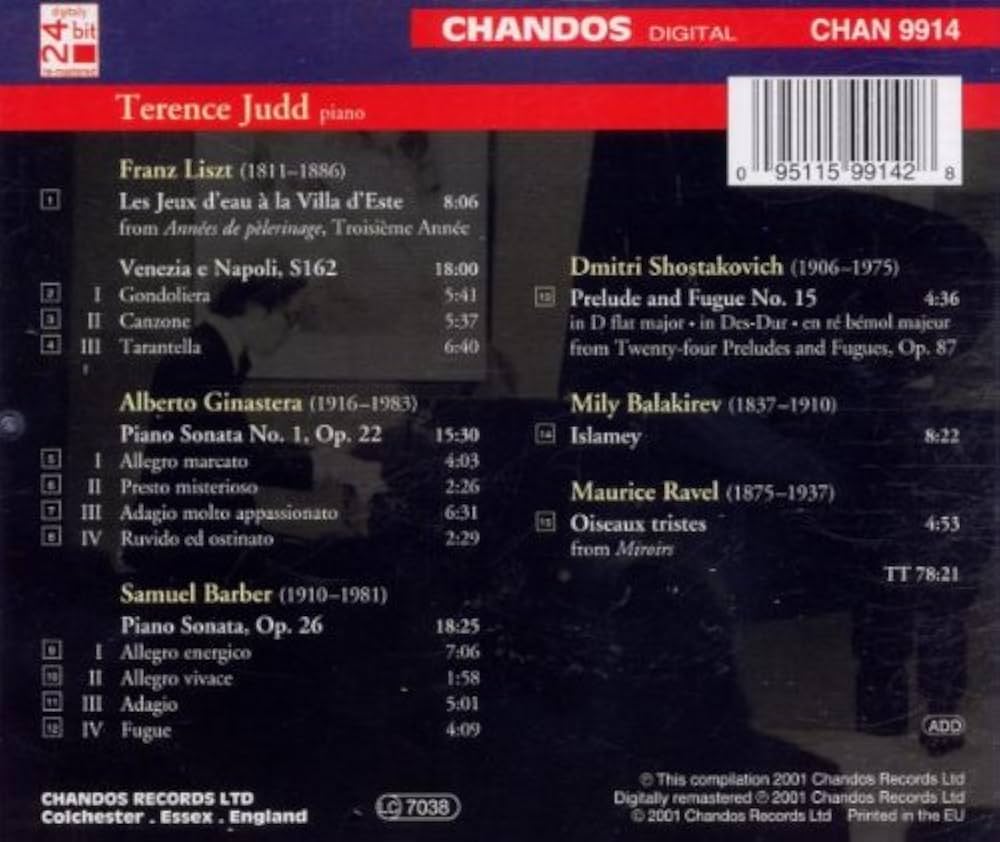 digitally
24 bit
re-mastered
CHANDOS DIGITAL CHAN 9914
Terence Judd piano
0 95115 99142 8
Franz Liszt (1811–1886)
1 Les Jeux d'eau à la Villa d'Este 8:06
from Années de pèlerinage, Troisième Année
Venezia e Napoli, S162 18:00
2 I Gondoliera 5:41
3 II Canzone 5:37
4 III Tarantella 6:40
Alberto Ginastera (1916–1983)
Piano Sonata No. 1, Op. 22 15:30
5 I Allegro marcato 4:03
6 II Presto misterioso 2:26
7 III Adagio molto appassionato 6:31
8 IV Ruvido ed ostinato 2:29
Samuel Barber (1910–1981)
Piano Sonata, Op. 26 18:25
9 I Allegro energico 7:06
10 II Allegro vivace 1:58
11 III Adagio 5:01
12 IV Fugue 4:09
Dmitri Shostakovich (1906–1975)
13 Prelude and Fugue No. 15 4:36
in D flat major • in Des-Dur • en ré bémol majeur
from Twenty-four Preludes and Fugues, Op. 87
Mily Balakirev (1837–1910)
14 Islamey 8:22
Maurice Ravel (1875–1937)
15 Oiseaux tristes 4:53
from Miroirs
TT 78:21
ADD
CHANDOS RECORDS LTD
Colchester . Essex . England
LC 7038
℗ This compilation 2001 Chandos Records Ltd
Digitally remastered ℗ 2001 Chandos Records Ltd
© 2001 Chandos Records Ltd Printed in the EU